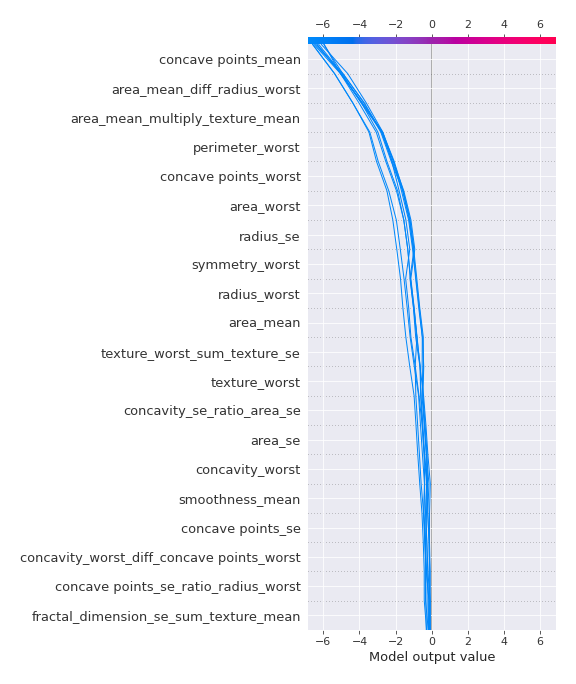 −6 −4 −2 0 2 4 6
concave points_mean
area_mean_diff_radius_worst
area_mean_multiply_texture_mean
perimeter_worst
concave points_worst
area_worst
radius_se
symmetry_worst
radius_worst
area_mean
texture_worst_sum_texture_se
texture_worst
concavity_se_ratio_area_se
area_se
concavity_worst
smoothness_mean
concave points_se
concavity_worst_diff_concave points_worst
concave points_se_ratio_radius_worst
fractal_dimension_se_sum_texture_mean
−6 −4 −2 0 2 4 6
Model output value